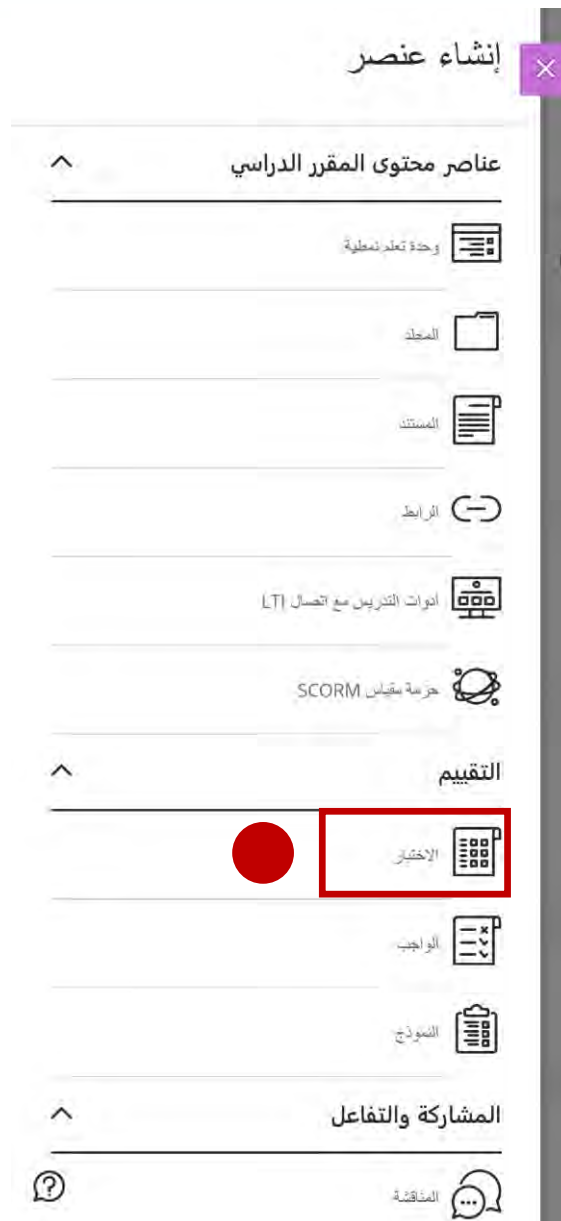 إنشاء عنصر
عناصر محتوى المقرر الدراسي
وحدة تعلم نمطية
المجلد
المستند
الرابط
أدوات التدريس مع اتصال LTI
حزمة مقياس SCORM
التقييم
الاختبار
الواجب
النموذج
المشاركة والتفاعل
المناقشة